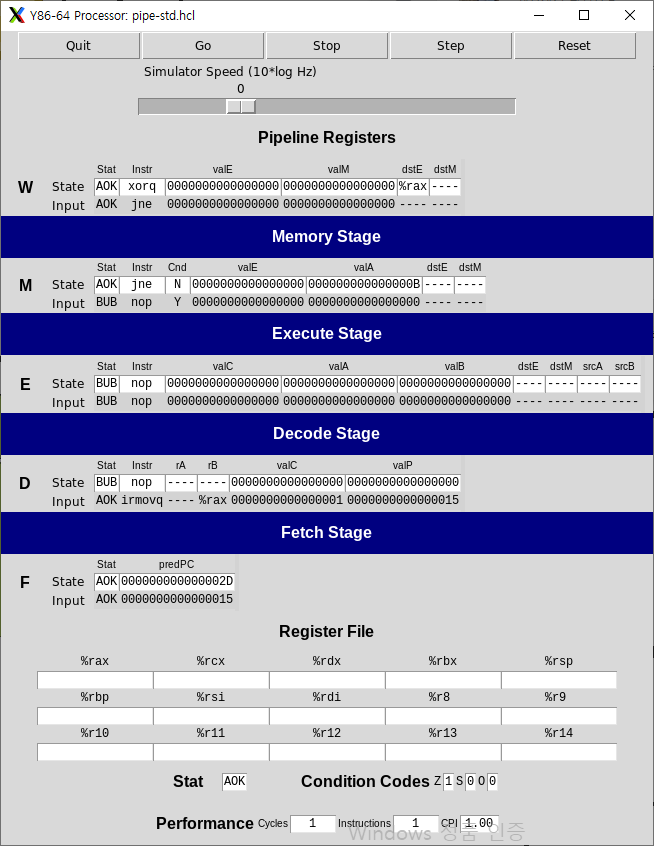 Y86-64 Processor: pipe-std.hcl
Quit Go Stop Step Reset
Simulator Speed (10*log Hz)
0
Pipeline Registers
Stat Instr valE valM dstE dstM
W State AOK xorq 0000000000000000 0000000000000000 %rax ----
Input AOK jne 0000000000000000 0000000000000000 ---- ----
Memory Stage
Stat Instr Cnd valE valA dstE dstM
M State AOK jne N 0000000000000000 000000000000000B ---- ----
Input BUB nop Y 0000000000000000 0000000000000000 ---- ----
Execute Stage
Stat Instr valC valA valB dstE dstM srcA srcB
E State BUB nop 0000000000000000 0000000000000000 0000000000000000 ---- ---- ---- ----
Input BUB nop 0000000000000000 0000000000000000 0000000000000000 ---- ---- ---- ----
Decode Stage
Stat Instr rA rB valC valP
D State BUB nop ---- ---- 0000000000000000 0000000000000000
Input AOK irmovq ---- %rax 0000000000000001 0000000000000015
Fetch Stage
Stat predPC
F State AOK 000000000000002D
Input AOK 0000000000000015
Register File
%rax %rcx %rdx %rbx %rsp
%rbp %rsi %rdi %r8 %r9
%r10 %r11 %r12 %r13 %r14
Stat AOK Condition Codes Z 1 S 0 O 0
Performance Cycles 1 Instructions 1 CPI 1.00
Windows 정품 인증